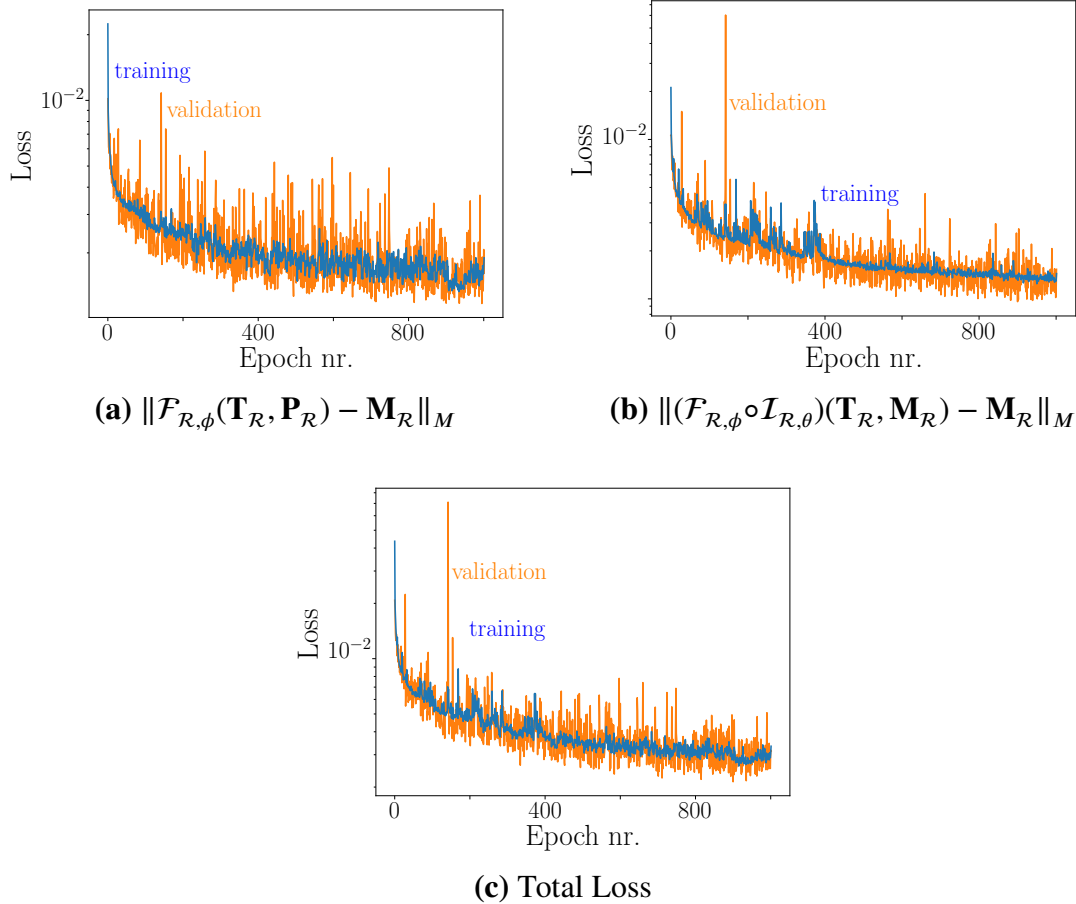 training
validation
10⁻²
Loss
0 400 800
Epoch nr.
(a) ‖ℱ_{ℛ,ϕ}(T_ℛ, P_ℛ) − M_ℛ‖_M
validation
training
10⁻²
Loss
0 400 800
Epoch nr.
(b) ‖(ℱ_{ℛ,ϕ}∘ℐ_{ℛ,θ})(T_ℛ, M_ℛ) − M_ℛ‖_M
validation
training
10⁻²
Loss
0 400 800
Epoch nr.
(c) Total Loss